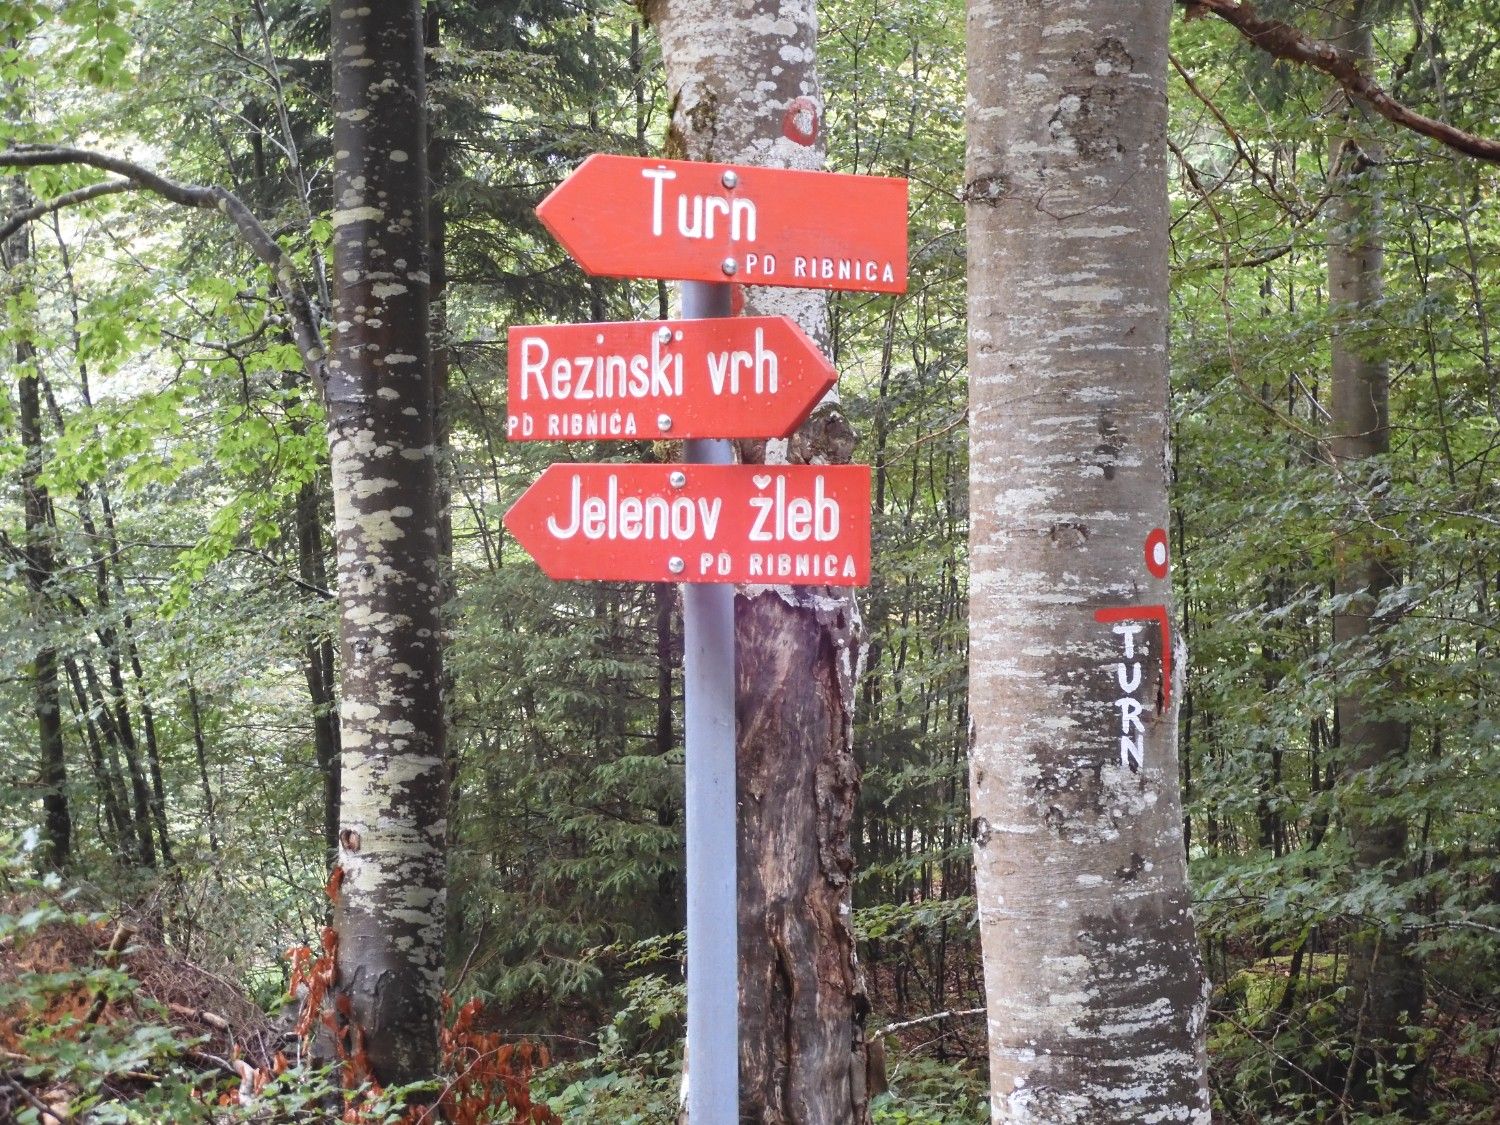 Turn
PD RIBNICA
Rezinski vrh
PD RIBNICA
Jelenov žleb
PD RIBNICA
TURN